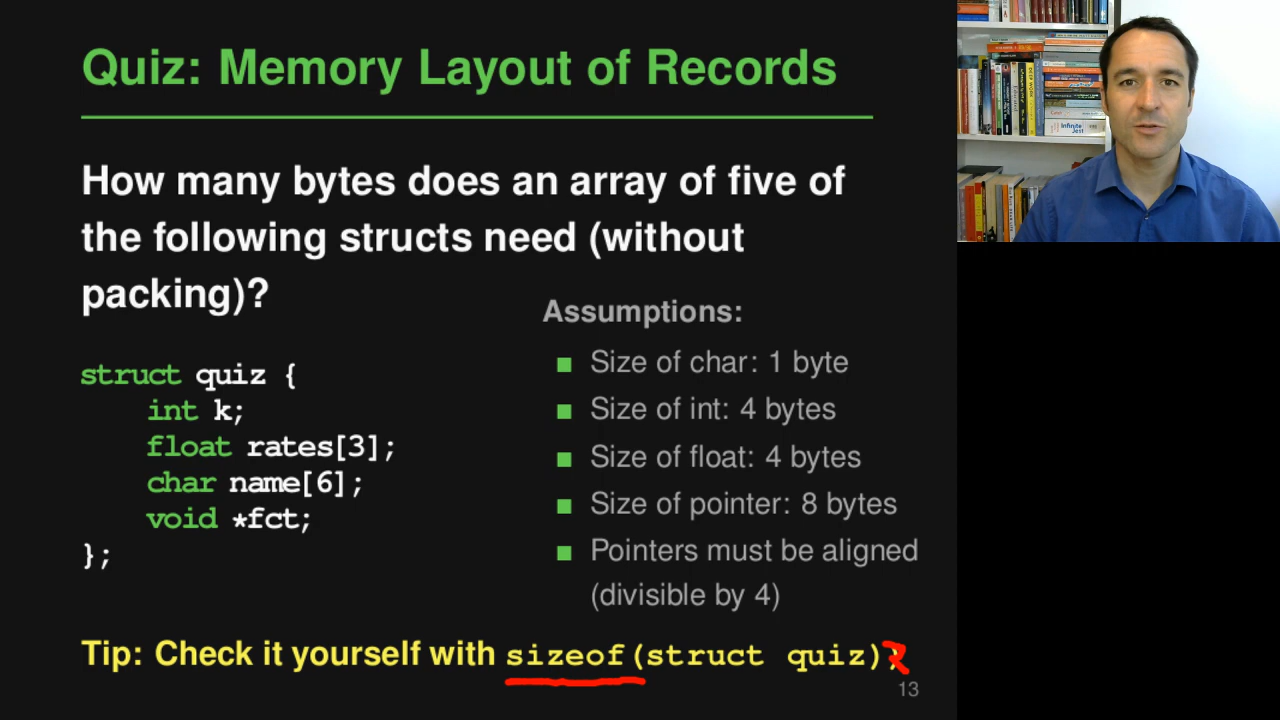 Quiz: Memory Layout of Records
How many bytes does an array of five of
the following structs need (without
packing)?
struct quiz {
int k;
float rates[3];
char name[6];
void *fct;
};
Assumptions:
Size of char: 1 byte
Size of int: 4 bytes
Size of float: 4 bytes
Size of pointer: 8 bytes
Pointers must be aligned
(divisible by 4)
Tip: Check it yourself with sizeof(struct quiz)
13
Infinite
Jest